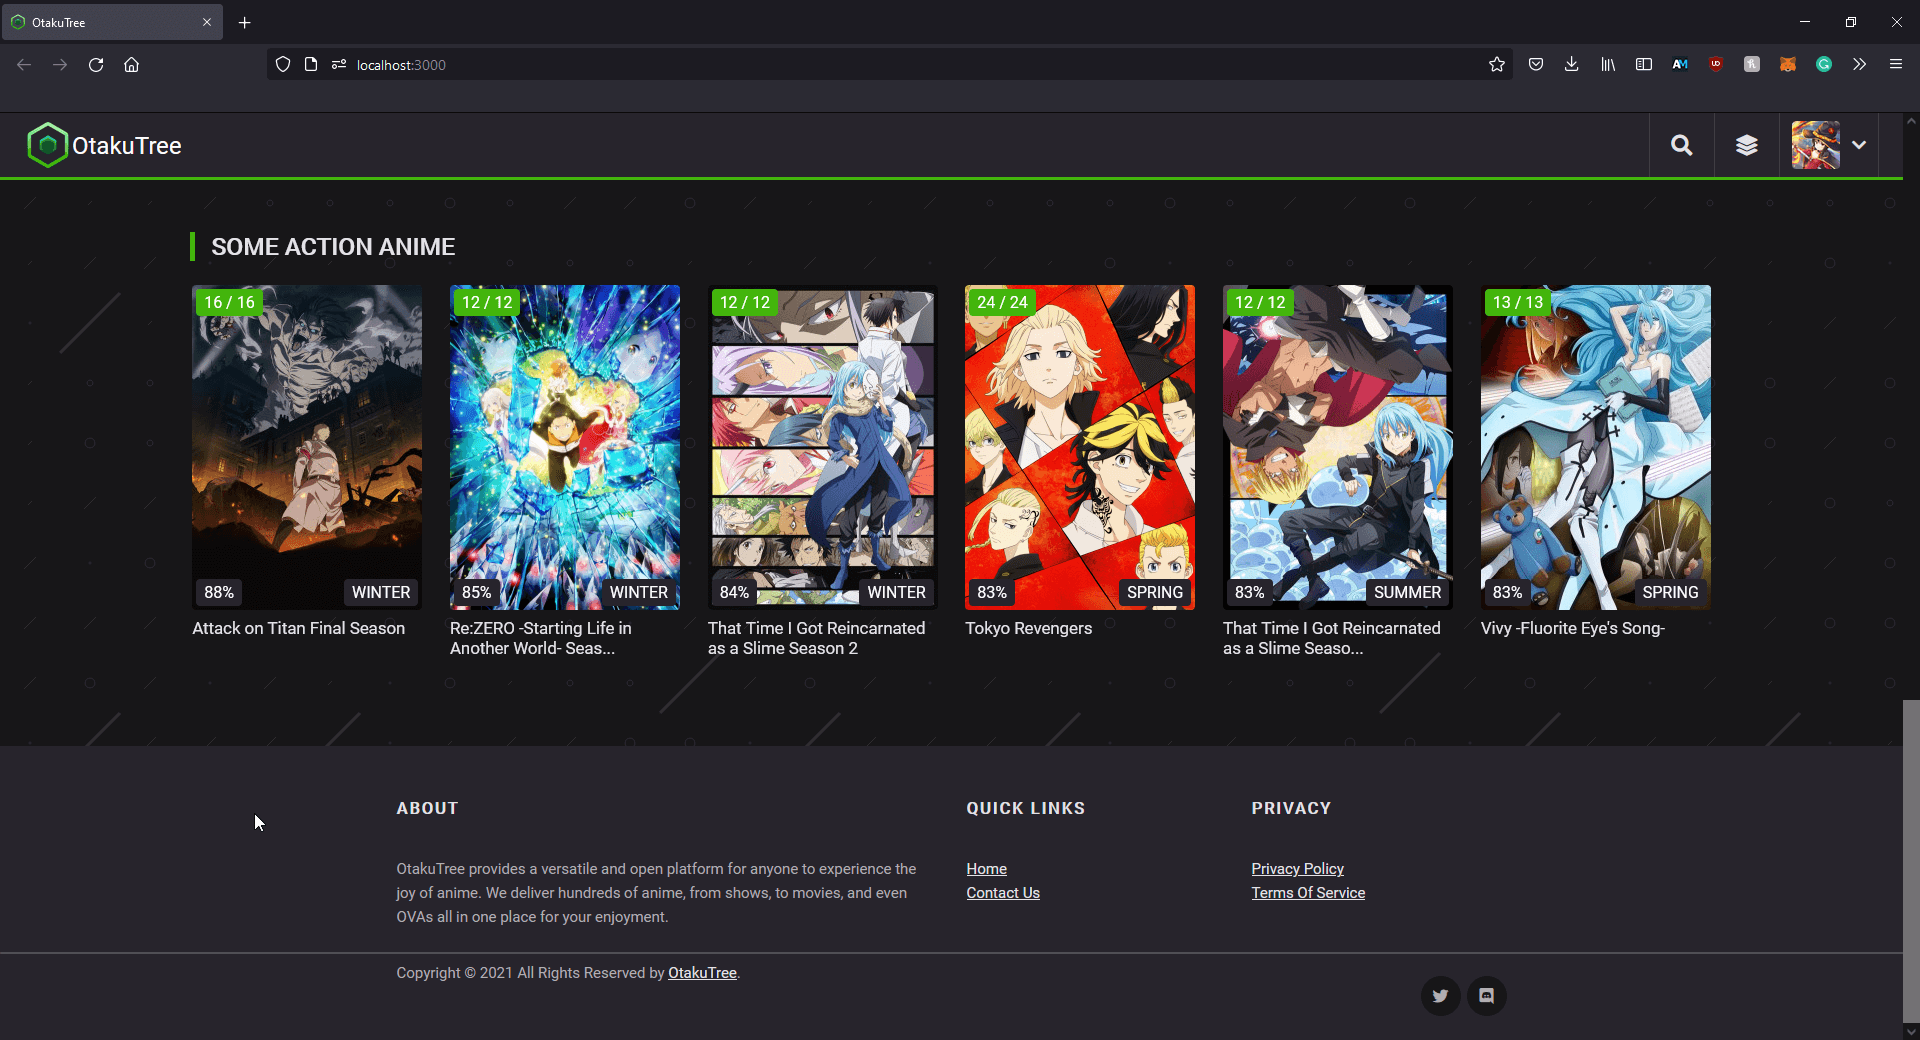 OtakuTree
localhost:3000
OtakuTree
SOME ACTION ANIME
16 / 16
12 / 12
12 / 12
24 / 24
12 / 12
13 / 13
88%
WINTER
85%
WINTER
84%
WINTER
83%
SPRING
83%
SUMMER
83%
SPRING
Attack on Titan Final Season
Re:ZERO -Starting Life in
Another World- Seas...
That Time I Got Reincarnated
as a Slime Season 2
Tokyo Revengers
That Time I Got Reincarnated
as a Slime Seaso...
Vivy -Fluorite Eye's Song-
ABOUT
OtakuTree provides a versatile and open platform for anyone to experience the
joy of anime. We deliver hundreds of anime, from shows, to movies, and even
OVAs all in one place for your enjoyment.
QUICK LINKS
Home
Contact Us
PRIVACY
Privacy Policy
Terms Of Service
Copyright © 2021 All Rights Reserved by OtakuTree.